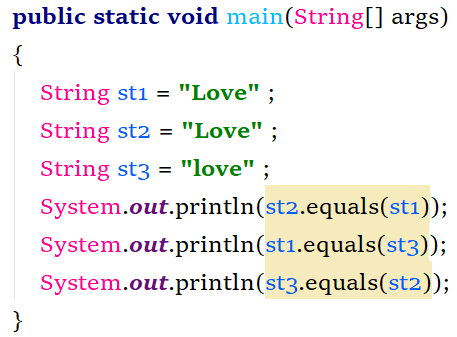 public static void main(String[] args)
{
String st1 = "Love" ;
String st2 = "Love" ;
String st3 = "love" ;
System.out.println(st2.equals(st1));
System.out.println(st1.equals(st3));
System.out.println(st3.equals(st2));
}